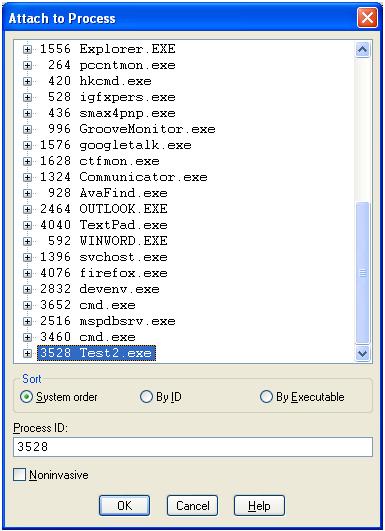 Attach to Process
1556 Explorer.EXE
264 pccntmon.exe
420 hkcmd.exe
528 igfxpers.exe
436 smax4pnp.exe
996 GrooveMonitor.exe
1576 googletalk.exe
1628 ctfmon.exe
1324 Communicator.exe
928 AvaFind.exe
2464 OUTLOOK.EXE
4040 TextPad.exe
592 WINWORD.EXE
1396 svchost.exe
4076 firefox.exe
2832 devenv.exe
3652 cmd.exe
2516 mspdbsrv.exe
3460 cmd.exe
3528 Test2.exe
Sort
System order By ID By Executable
Process ID:
3528
Noninvasive
OK Cancel Help